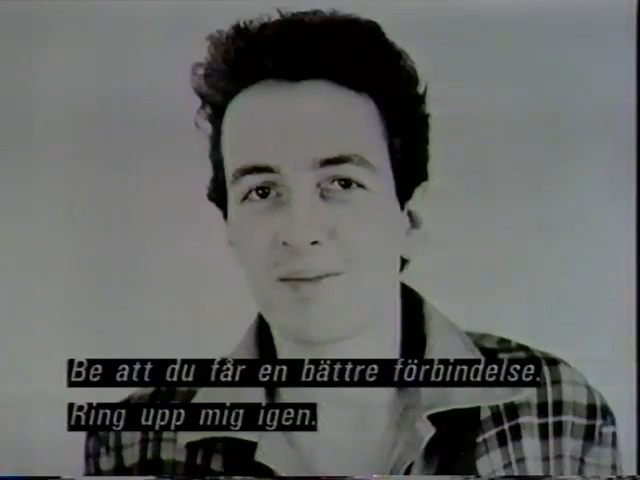 Be att du får en bättre förbindelse.
Ring upp mig igen.